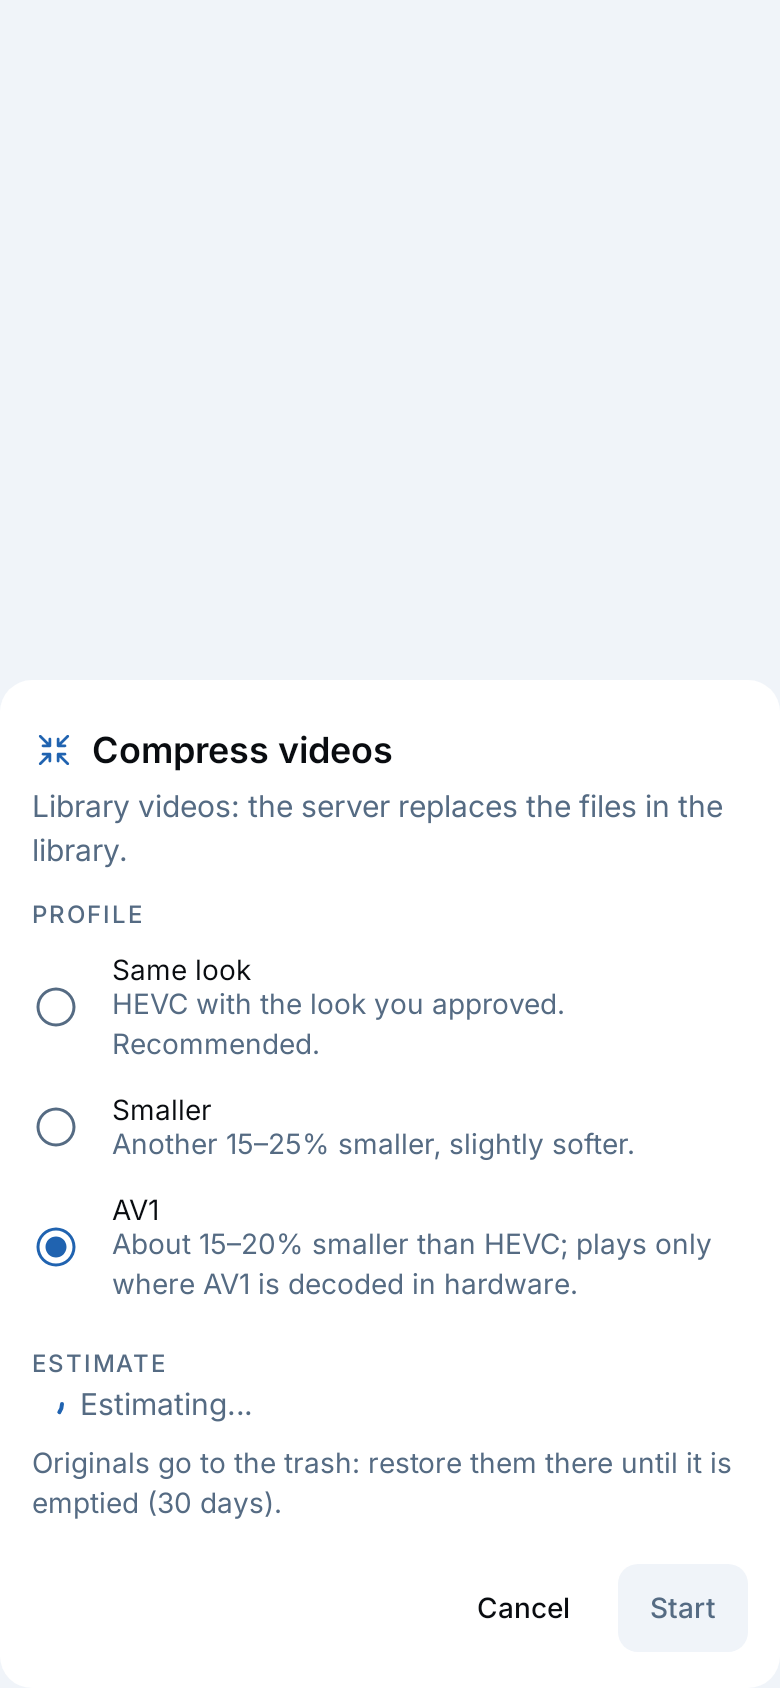 Compress videos
Library videos: the server replaces the files in the
library.
PROFILE
Same look
HEVC with the look you approved.
Recommended.
Smaller
Another 15–25% smaller, slightly softer.
AV1
About 15–20% smaller than HEVC; plays only
where AV1 is decoded in hardware.
ESTIMATE
Estimating...
Originals go to the trash: restore them there until it is
emptied (30 days).
Cancel
Start